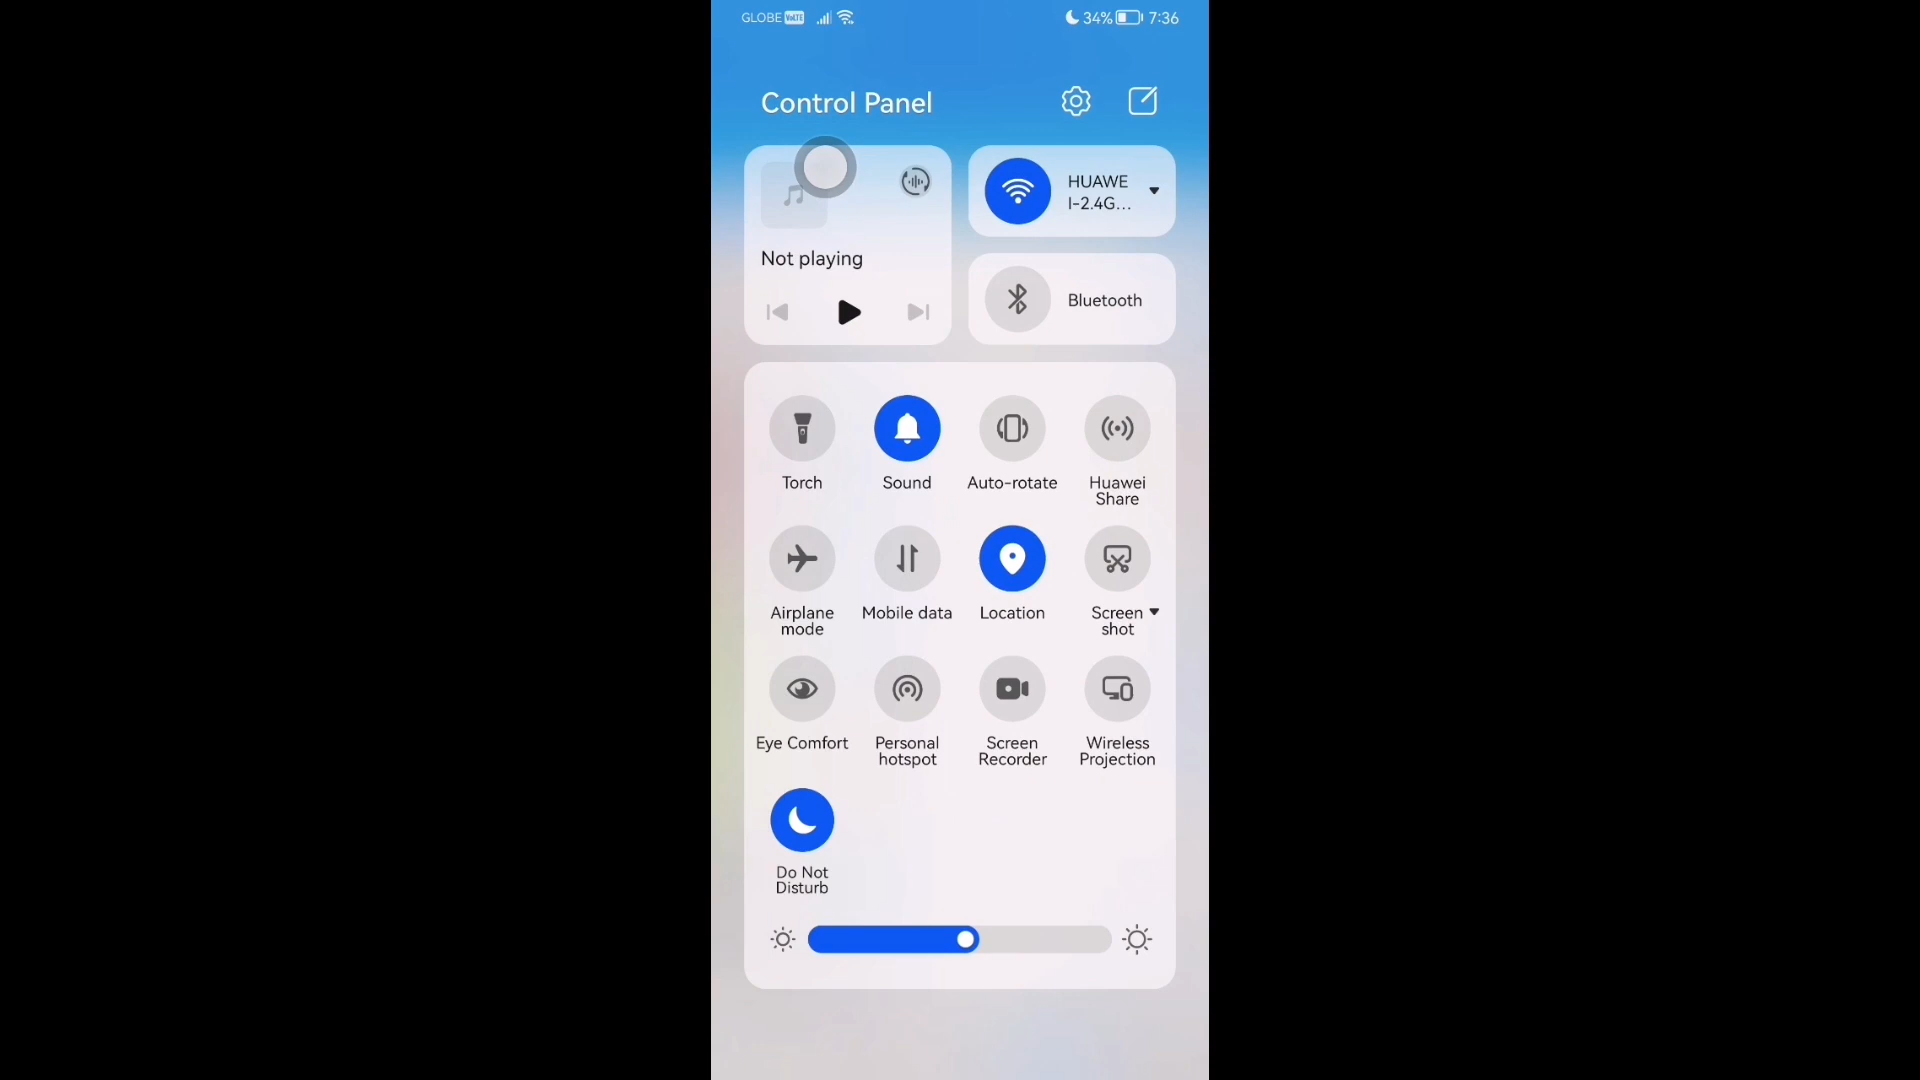 GLOBE VoLTE 34% 7:36
Control Panel
HUAWE
I-2.4G...
Not playing
Bluetooth
Torch Sound Auto-rotate Huawei
Share
Airplane Mobile data Location Screen
mode shot
Eye Comfort Personal Screen Wireless
hotspot Recorder Projection
Do Not
Disturb